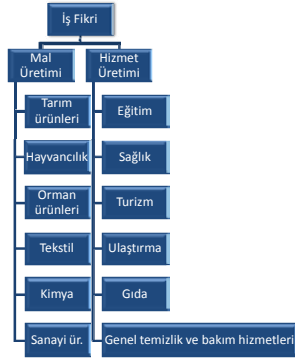 İş Fikri
Mal
Üretimi
Hizmet
Üretimi
Tarım
ürünleri
Eğitim
Hayvancılık
Sağlık
Orman
ürünleri
Turizm
Tekstil
Ulaştırma
Kimya
Gıda
Sanayi ür.
Genel temizlik ve bakım hizmetleri